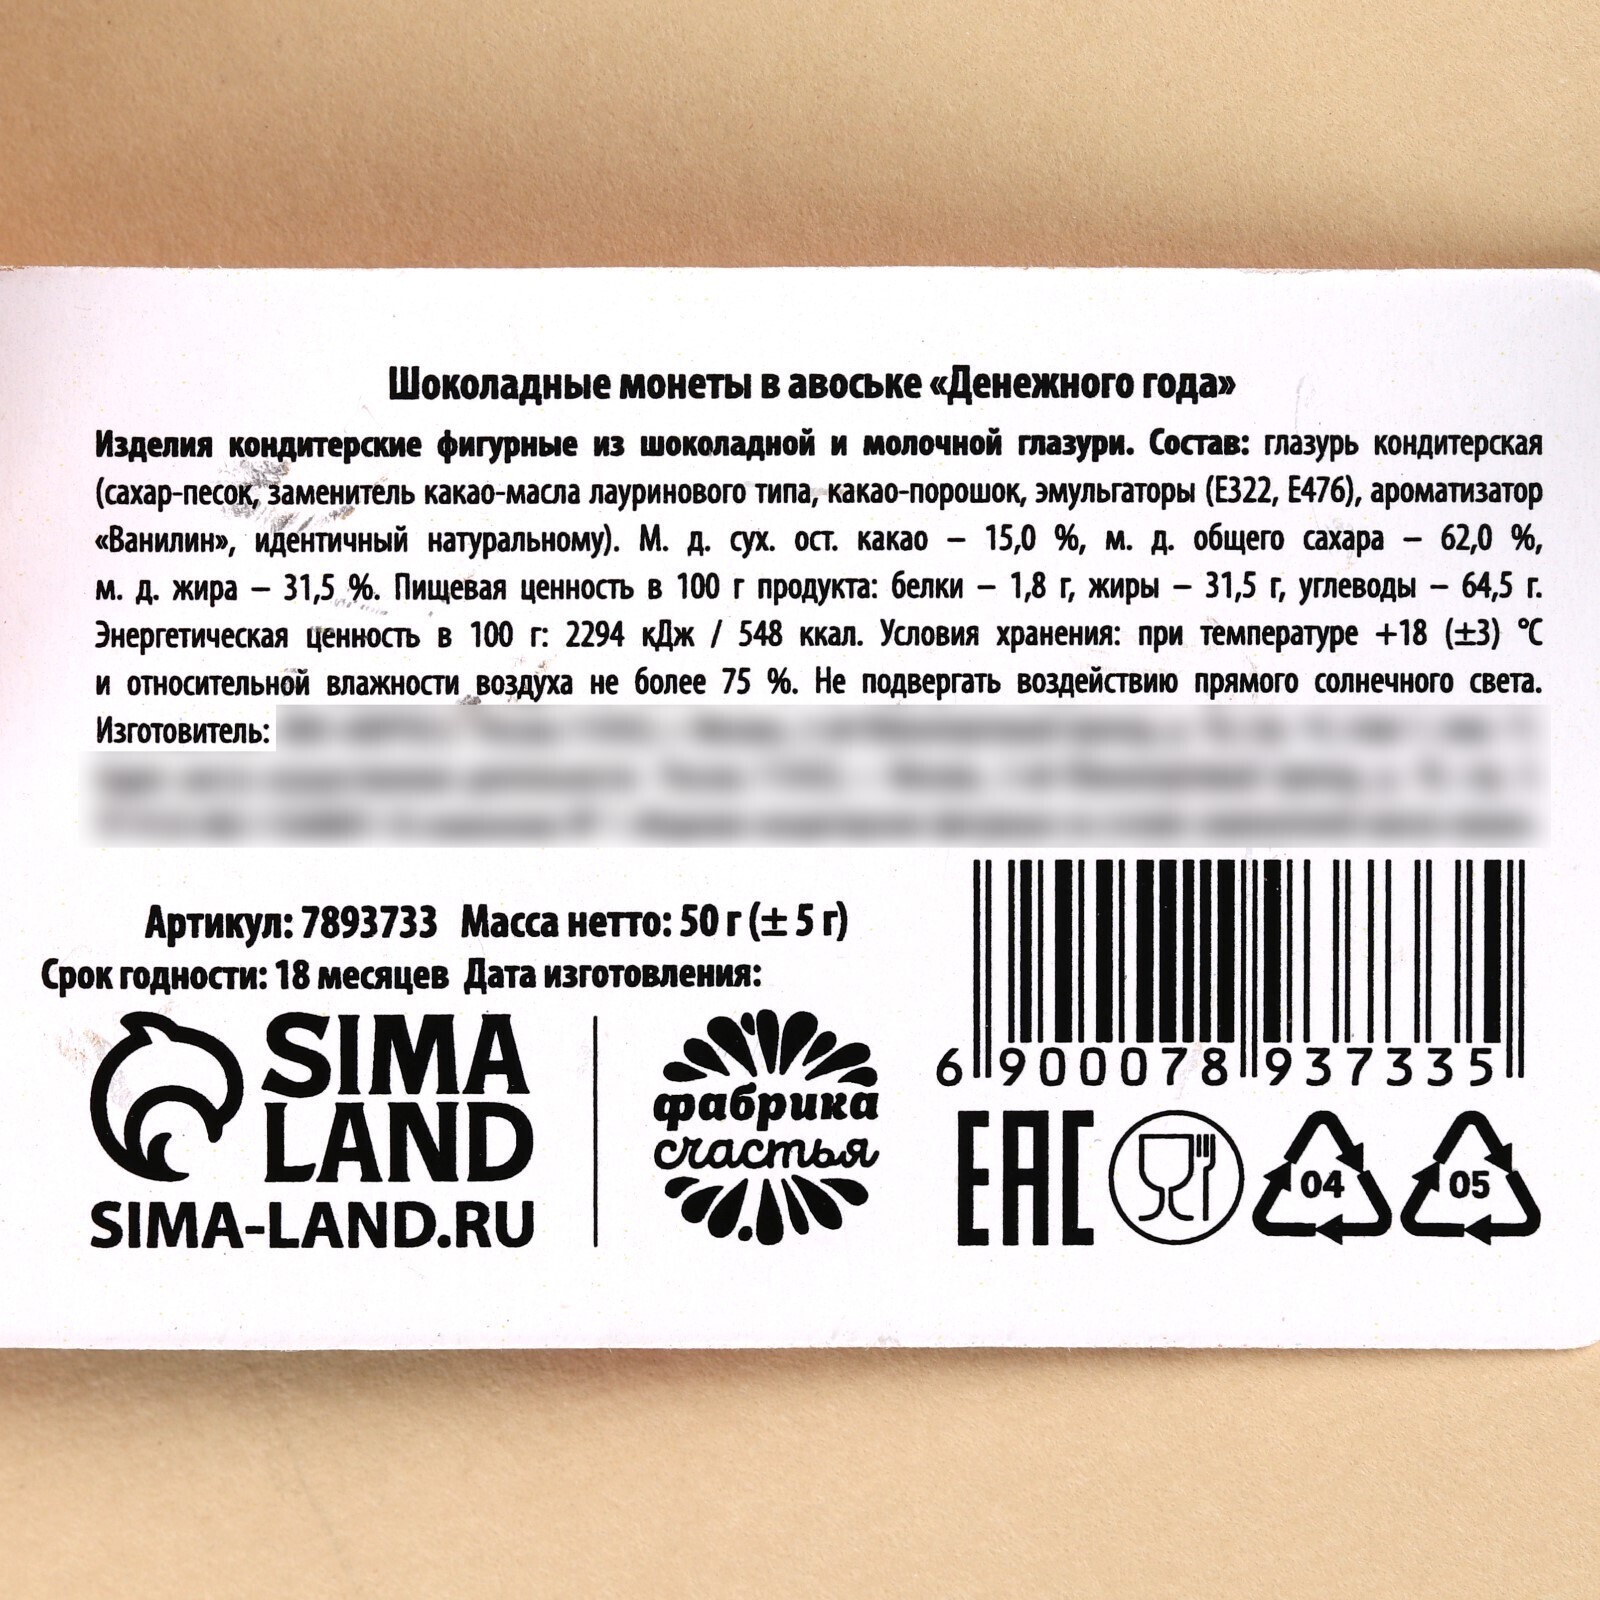 Шоколадные монеты в авоське «Денежного года»
Изделия кондитерские фигурные из шоколадной и молочной глазури. Состав: глазурь кондитерская
(сахар-песок, заменитель какао-масла лауринового типа, какао-порошок, эмульгаторы (Е322, Е476), ароматизатор
«Ванилин», идентичный натуральному). М. д. сух. ост. какао – 15,0 %, м. д. общего сахара – 62,0 %,
м. д. жира – 31,5 %. Пищевая ценность в 100 г продукта: белки – 1,8 г, жиры – 31,5 г, углеводы – 64,5 г.
Энергетическая ценность в 100 г: 2294 кДж / 548 ккал. Условия хранения: при температуре +18 (±3) °С
и относительной влажности воздуха не более 75 %. Не подвергать воздействию прямого солнечного света.
Изготовитель:
Артикул: 7893733 Масса нетто: 50 г (± 5 г)
Срок годности: 18 месяцев Дата изготовления:
SIMA
LAND
SIMA-LAND.RU
фабрика
счастья
6 900078 937335
EAC
04
05